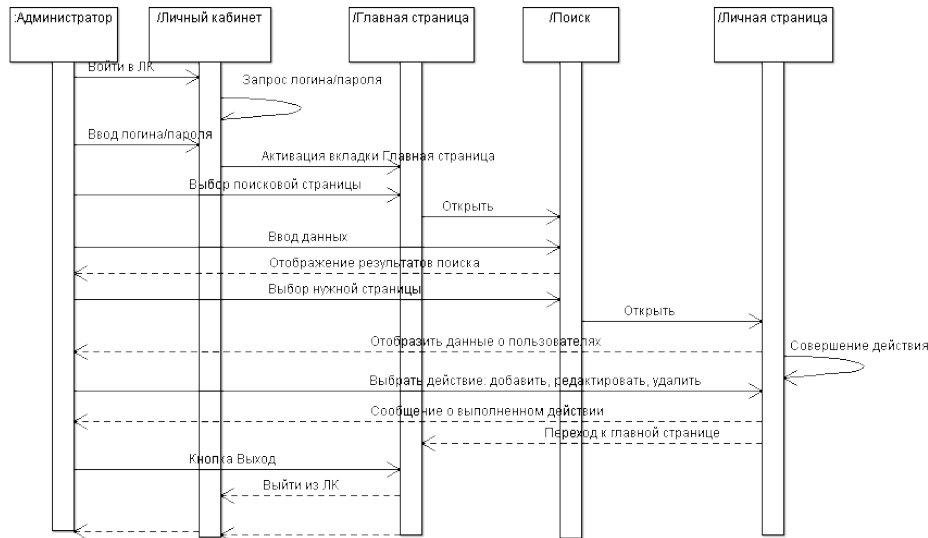 :Администратор
/Личный кабинет
/Главная страница
/Поиск
/Личная страница
Войти в ЛК
Запрос логина/пароля
Ввод логина/пароля
Активация вкладки Главная страница
Выбор поисковой страницы
Открыть
Ввод данных
Отображение результатов поиска
Выбор нужной страницы
Открыть
Отобразить данные о пользователях
Совершение действия
Выбрать действие: добавить, редактировать, удалить
Сообщение о выполненном действии
Переход к главной странице
Кнопка Выход
Выйти из ЛК